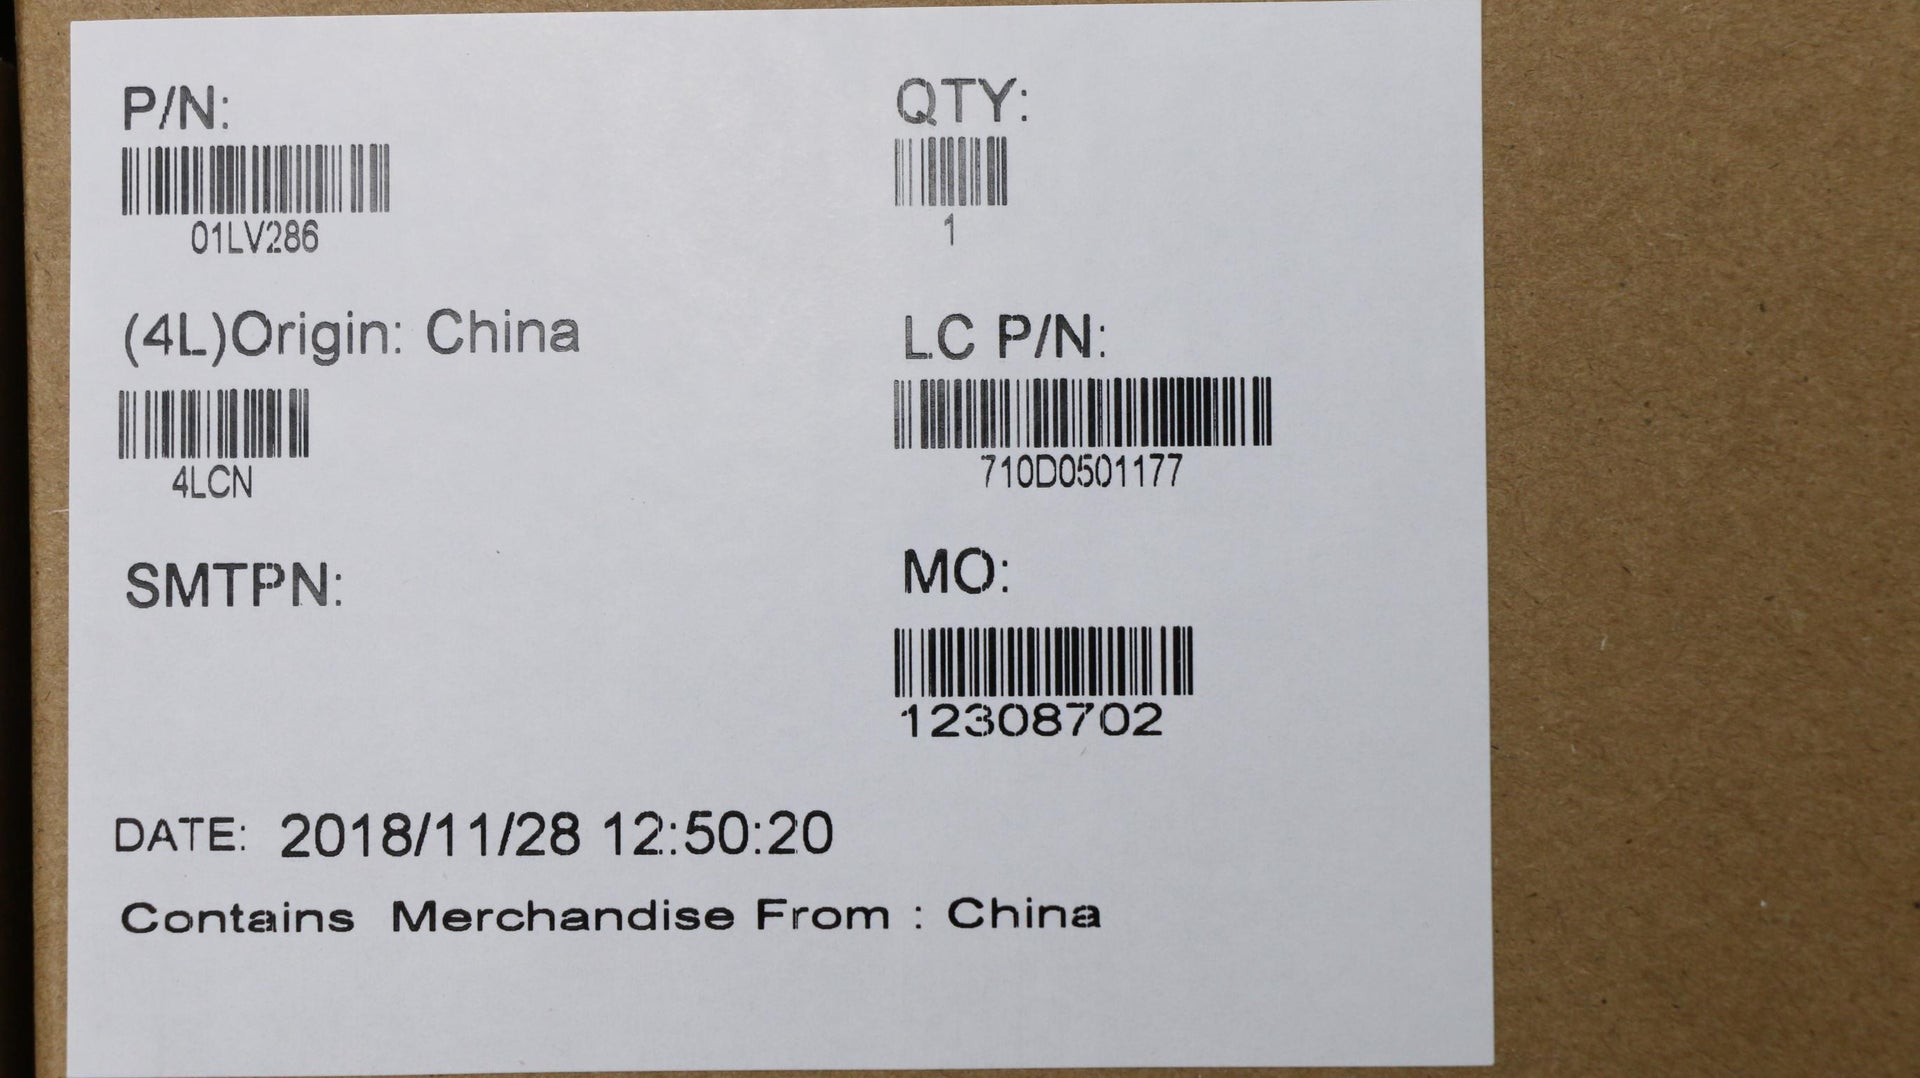 P/N:
01LV286
QTY:
1
(4L)Origin: China
4LCN
LC P/N:
710D0501177
SMTPN:
MO:
12308702
DATE: 2018/11/28 12:50:20
Contains Merchandise From : China